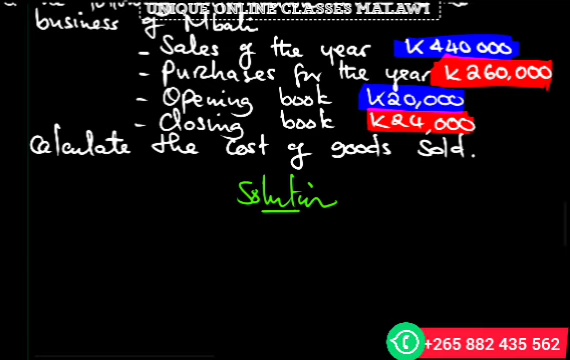 UNIQUE ONLINE CLASSES MALAWI
business of Mbali
- Sales of the year K440 000
- Purchases for the year K260,000
- Opening book K20,000
- Closing book K24,000
Calculate the cost of goods sold.
Solution
+265 882 435 562